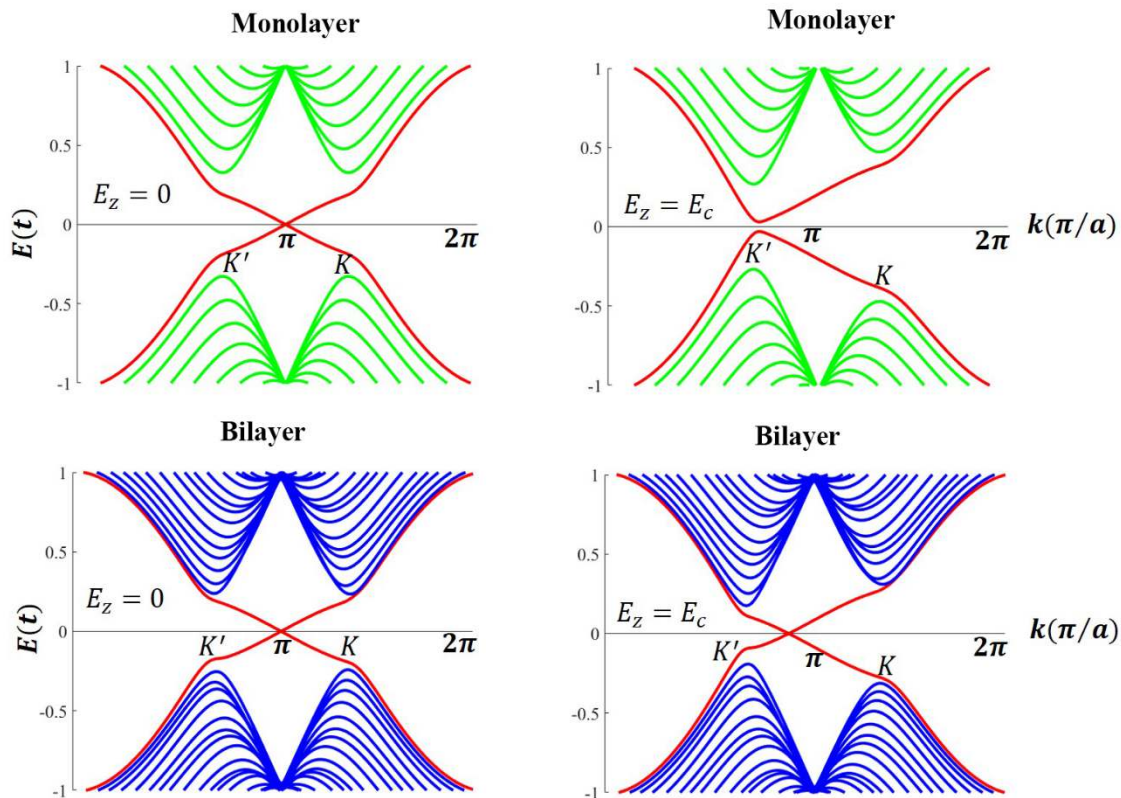 Monolayer
1
0.5
E_z = 0
E(t)
0
π
2π
K′
K
-0.5
-1
Monolayer
1
0.5
E_z = E_c
0
π
2π
k(π/a)
K′
K
-0.5
-1
Bilayer
1
0.5
E_z = 0
E(t)
0
K′
π
K
2π
-0.5
-1
Bilayer
1
0.5
E_z = E_c
0
K′
π
K
2π
k(π/a)
-0.5
-1